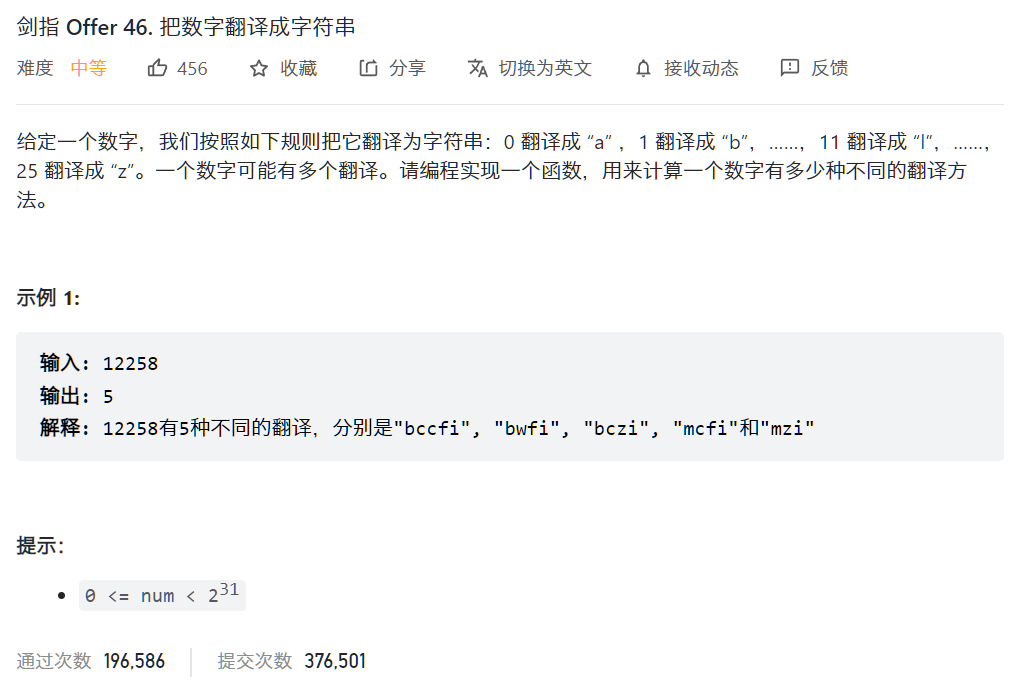 剑指 Offer 46. 把数字翻译成字符串
难度 中等 456 收藏 分享 切换为英文 接收动态 反馈
给定一个数字，我们按照如下规则把它翻译为字符串：0 翻译成 “a” ，1 翻译成 “b”，……，11 翻译成 “l”，……，
25 翻译成 “z”。一个数字可能有多个翻译。请编程实现一个函数，用来计算一个数字有多少种不同的翻译方
法。
示例 1:
输入: 12258
输出: 5
解释: 12258有5种不同的翻译，分别是"bccfi", "bwfi", "bczi", "mcfi"和"mzi"
提示：
0 <= num < 2³¹
通过次数 196,586 提交次数 376,501